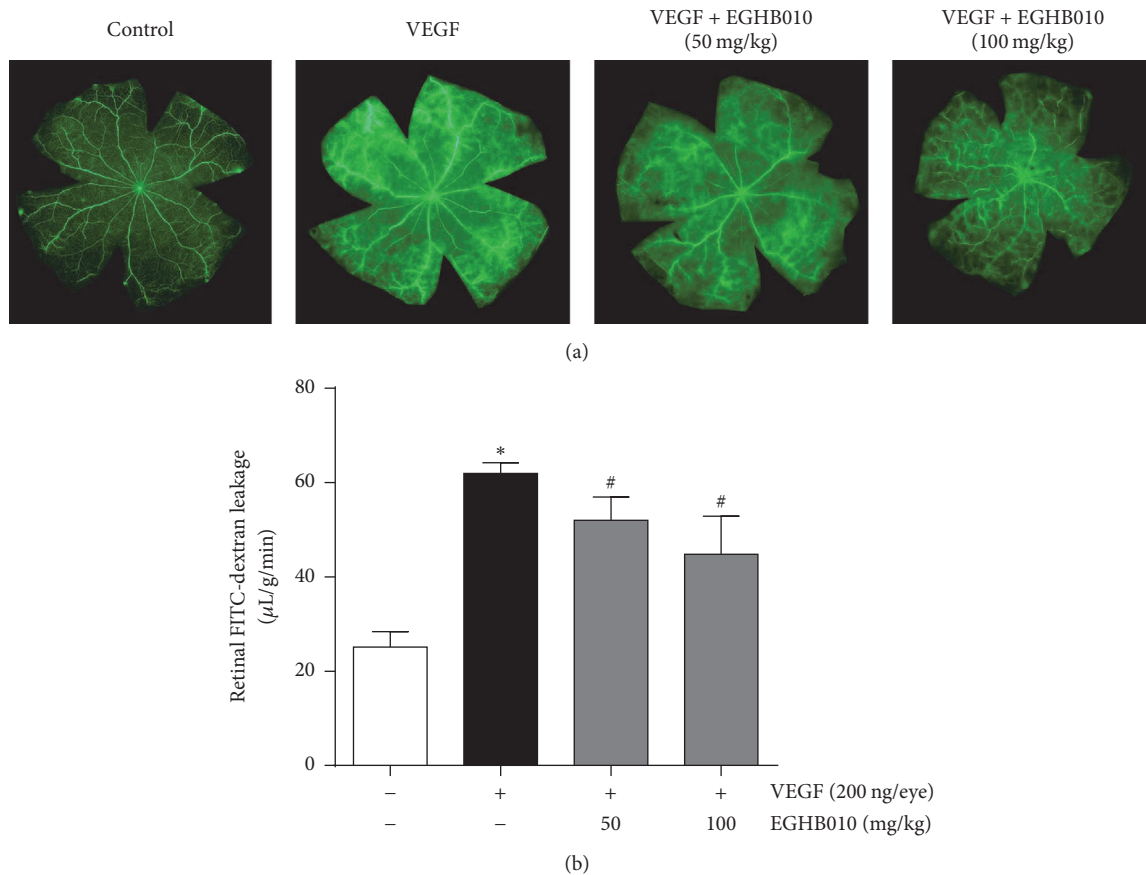 Control
VEGF
VEGF + EGHB010
(50 mg/kg)
VEGF + EGHB010
(100 mg/kg)
(a)
Retinal FITC-dextran leakage
(μL/g/min)
80
60
40
20
0
*
#
#
− + + + VEGF (200 ng/eye)
− − 50 100 EGHB010 (mg/kg)
(b)